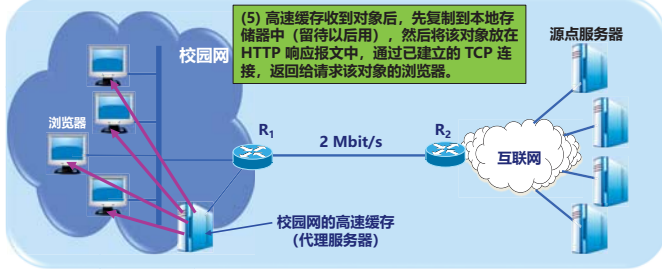 (5) 高速缓存收到对象后，先复制到本地存
储器中（留待以后用），然后将该对象放在
HTTP 响应报文中，通过已建立的 TCP 连
接，返回给请求该对象的浏览器。
校园网
源点服务器
浏览器
R1
2 Mbit/s
R2
互联网
校园网的高速缓存
（代理服务器）